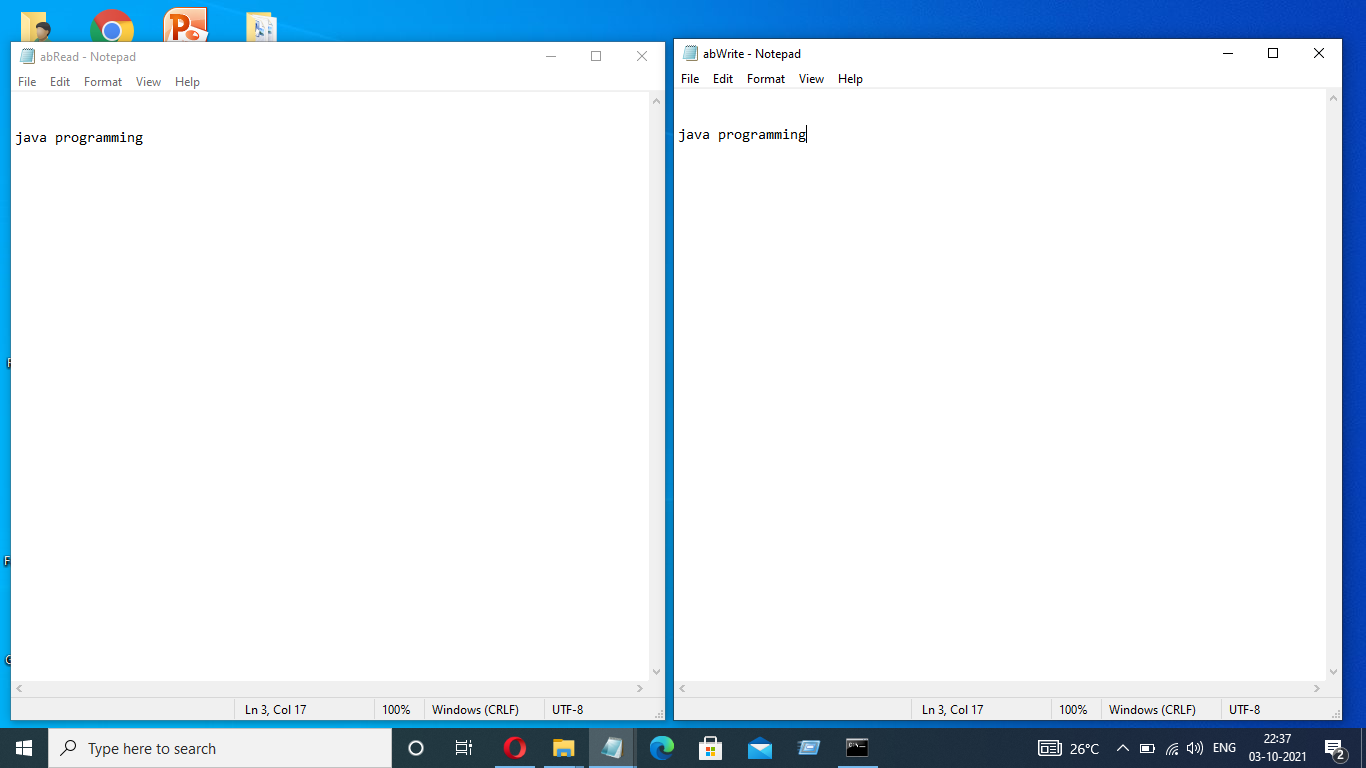 abRead - Notepad
File Edit Format View Help
java programming
Ln 3, Col 17 100% Windows (CRLF) UTF-8
abWrite - Notepad
File Edit Format View Help
java programming
Ln 3, Col 17 100% Windows (CRLF) UTF-8
Type here to search
26°C
ENG
22:37
03-10-2021
2